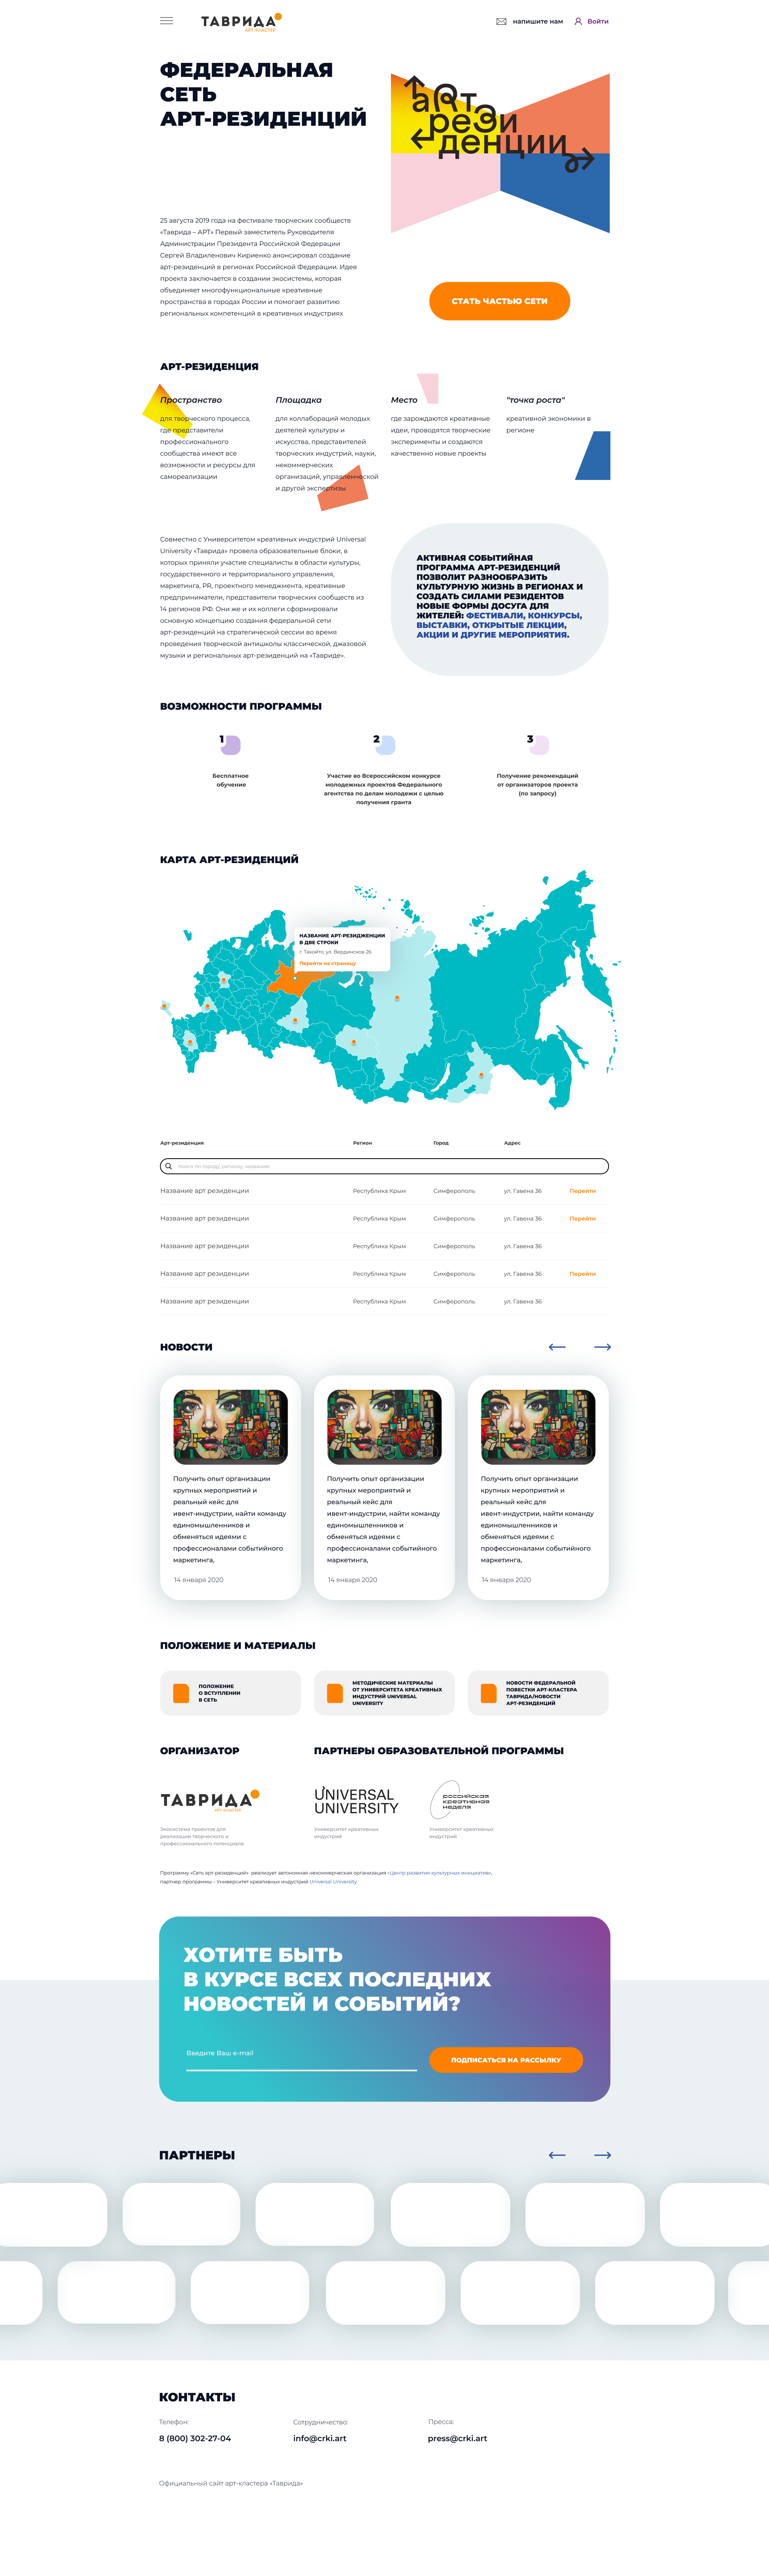 ТАВРИДА
АРТ-КЛАСТЕР
напишите нам
Войти
ФЕДЕРАЛЬНАЯ
СЕТЬ
АРТ-РЕЗИДЕНЦИЙ
арт
рези
денции
25 августа 2019 года на фестивале творческих сообществ
«Таврида – АРТ» Первый заместитель Руководителя
Администрации Президента Российской Федерации
Сергей Владиленович Кириенко анонсировал создание
арт-резиденций в регионах Российской Федерации. Идея
проекта заключается в создании экосистемы, которая
объединяет многофункциональные креативные
пространства в городах России и помогает развитию
региональных компетенций в креативных индустриях
СТАТЬ ЧАСТЬЮ СЕТИ
АРТ-РЕЗИДЕНЦИЯ
Пространство
для творческого процесса,
где представители
профессионального
сообщества имеют все
возможности и ресурсы для
самореализации
Площадка
для коллабораций молодых
деятелей культуры и
искусства, представителей
творческих индустрий, науки,
некоммерческих
организаций, управленческой
и другой экспертизы
Место
где зарождаются креативные
идеи, проводятся творческие
эксперименты и создаются
качественно новые проекты
"точка роста"
креативной экономики в
регионе
Совместно с Университетом креативных индустрий Universal
University «Таврида» провела образовательные блоки, в
которых приняли участие специалисты в области культуры,
государственного и территориального управления,
маркетинга, PR, проектного менеджмента, креативные
предприниматели, представители творческих сообществ из
14 регионов РФ. Они же и их коллеги сформировали
основную концепцию создания федеральной сети
арт-резиденций на стратегической сессии во время
проведения творческой антишколы классической, джазовой
музыки и региональных арт-резиденций на «Тавриде».
АКТИВНАЯ СОБЫТИЙНАЯ
ПРОГРАММА АРТ-РЕЗИДЕНЦИЙ
ПОЗВОЛИТ РАЗНООБРАЗИТЬ
КУЛЬТУРНУЮ ЖИЗНЬ В РЕГИОНАХ И
СОЗДАТЬ СИЛАМИ РЕЗИДЕНТОВ
НОВЫЕ ФОРМЫ ДОСУГА ДЛЯ
ЖИТЕЛЕЙ: ФЕСТИВАЛИ, КОНКУРСЫ,
ВЫСТАВКИ, ОТКРЫТЫЕ ЛЕКЦИИ,
АКЦИИ И ДРУГИЕ МЕРОПРИЯТИЯ.
ВОЗМОЖНОСТИ ПРОГРАММЫ
1
Бесплатное
обучение
2
Участие во Всероссийском конкурсе
молодежных проектов Федерального
агентства по делам молодежи с целью
получения гранта
3
Получение рекомендаций
от организаторов проекта
(по запросу)
КАРТА АРТ-РЕЗИДЕНЦИЙ
НАЗВАНИЕ АРТ-РЕЗИДЖЕНЦИИ
В ДВЕ СТРОКИ
Перейти на страницу
Арт-резиденция Регион Город Адрес
поиск по городу, региону, названию
Название арт резиденции Республика Крым Симферополь ул. Гавена 36 Перейти
Название арт резиденции Республика Крым Симферополь ул. Гавена 36 Перейти
Название арт резиденции Республика Крым Симферополь ул. Гавена 36
Название арт резиденции Республика Крым Симферополь ул. Гавена 36 Перейти
Название арт резиденции Республика Крым Симферополь ул. Гавена 36
НОВОСТИ
Получить опыт организации
крупных мероприятий и
реальный кейс для
ивент-индустрии, найти команду
единомышленников и
обменяться идеями с
профессионалами событийного
маркетинга,
14 января 2020
Получить опыт организации
крупных мероприятий и
реальный кейс для
ивент-индустрии, найти команду
единомышленников и
обменяться идеями с
профессионалами событийного
маркетинга,
14 января 2020
Получить опыт организации
крупных мероприятий и
реальный кейс для
ивент-индустрии, найти команду
единомышленников и
обменяться идеями с
профессионалами событийного
маркетинга,
14 января 2020
ПОЛОЖЕНИЕ И МАТЕРИАЛЫ
ПОЛОЖЕНИЕ
О ВСТУПЛЕНИИ
В СЕТЬ
МЕТОДИЧЕСКИЕ МАТЕРИАЛЫ
ОТ УНИВЕРСИТЕТА КРЕАТИВНЫХ
ИНДУСТРИЙ UNIVERSAL
UNIVERSITY
НОВОСТИ ФЕДЕРАЛЬНОЙ
ПОВЕСТКИ АРТ-КЛАСТЕРА
ТАВРИДА/НОВОСТИ
АРТ-РЕЗИДЕНЦИЙ
ОРГАНИЗАТОР
ТАВРИДА
АРТ-КЛАСТЕР
Экосистема проектов для
реализации творческого и
профессионального потенциала
ПАРТНЕРЫ ОБРАЗОВАТЕЛЬНОЙ ПРОГРАММЫ
UNIVERSAL
UNIVERSITY
Университет креативных
индустрий
российская
креативная
неделя
Университет креативных
индустрий
Программу «Сеть арт-резиденций» реализует автономная некоммерческая организация «Центр развития культурных инициатив»,
партнер программы – Университет креативных индустрий Universal University
ХОТИТЕ БЫТЬ
В КУРСЕ ВСЕХ ПОСЛЕДНИХ
НОВОСТЕЙ И СОБЫТИЙ?
Введите Ваш e-mail
ПОДПИСАТЬСЯ НА РАССЫЛКУ
ПАРТНЕРЫ
КОНТАКТЫ
Телефон:
8 (800) 302-27-04
Сотрудничество:
info@crki.art
Пресса:
press@crki.art
Официальный сайт арт-кластера «Таврида»